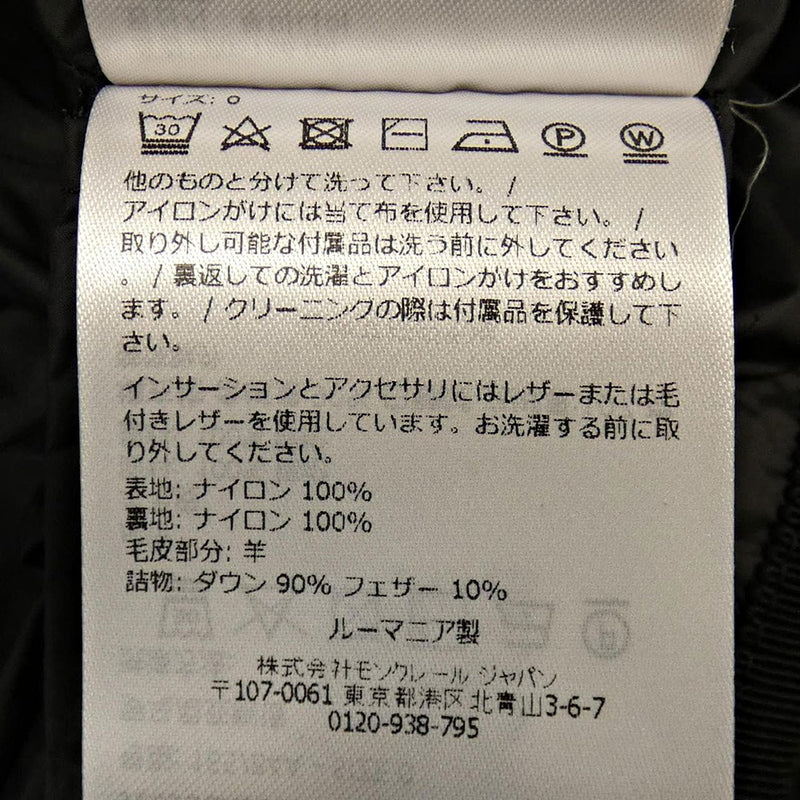 サイズ: 0
30 P W
他のものと分けて洗って下さい。 /
アイロンがけには当て布を使用して下さい。 /
取り外し可能な付属品は洗う前に外してください
。 / 裏返しての洗濯とアイロンがけをおすすめし
ます。 / クリーニングの際は付属品を保護して下
さい。
インサーションとアクセサリにはレザーまたは毛
付きレザーを使用しています。お洗濯する前に取
り外してください。
表地: ナイロン 100%
裏地: ナイロン 100%
毛皮部分: 羊
詰物: ダウン 90% フェザー 10%
ルーマニア製
株式会社モンクレール ジャパン
〒107-0061 東京都港区北青山3-6-7
0120-938-795